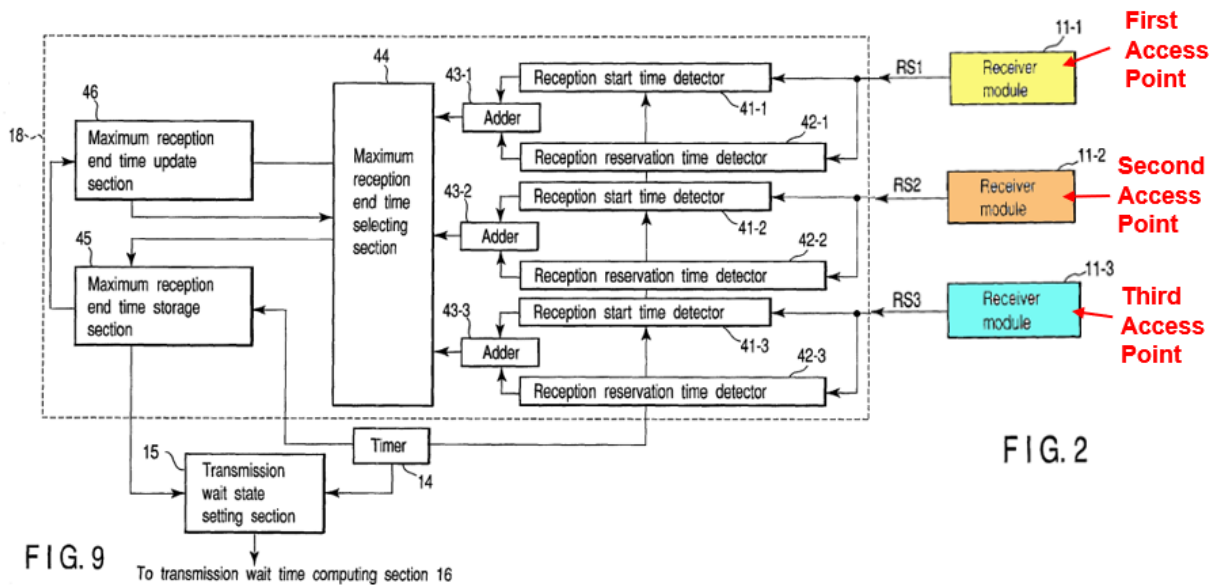 11-1
First
Access
Point
RS1
Receiver
module
44
43-1
Reception start time detector
41-1
Adder
42-1
Reception reservation time detector
46
18
Maximum reception
end time update
section
Maximum
reception
end time
selecting
section
11-2
Second
Access
Point
RS2
Receiver
module
43-2
Reception start time detector
41-2
Adder
42-2
Reception reservation time detector
45
Maximum reception
end time storage
section
11-3
Third
Access
Point
RS3
Receiver
module
43-3
Reception start time detector
41-3
Adder
42-3
Reception reservation time detector
Timer
14
15
Transmission
wait state
setting section
FIG. 2
FIG. 9
To transmission wait time computing section 16